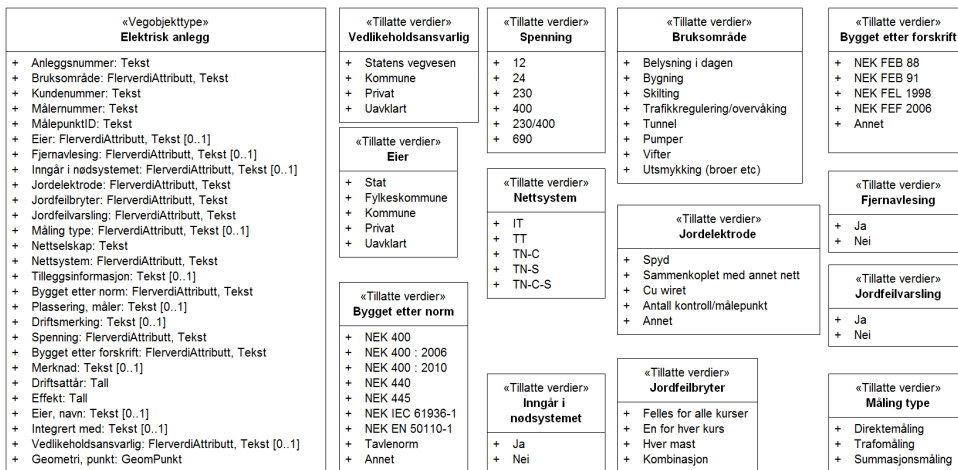 «Vegobjekttype»
Elektrisk anlegg
+ Anleggsnummer: Tekst
+ Bruksområde: FlerverdiAttributt, Tekst
+ Kundenummer: Tekst
+ Målernummer: Tekst
+ MålepunktID: Tekst
+ Eier: FlerverdiAttributt, Tekst [0..1]
+ Fjernavlesing: FlerverdiAttributt, Tekst [0..1]
+ Inngår i nødsystemet: FlerverdiAttributt, Tekst [0..1]
+ Jordelektrode: FlerverdiAttributt, Tekst
+ Jordfeilbryter: FlerverdiAttributt, Tekst
+ Jordfeilvarsling: FlerverdiAttributt, Tekst
+ Måling type: FlerverdiAttributt, Tekst [0..1]
+ Nettselskap: Tekst
+ Nettsystem: FlerverdiAttributt, Tekst
+ Tilleggsinformasjon: Tekst [0..1]
+ Bygget etter norm: FlerverdiAttributt, Tekst
+ Plassering, måler: Tekst [0..1]
+ Driftsmerking: Tekst [0..1]
+ Spenning: FlerverdiAttributt, Tekst
+ Bygget etter forskrift: FlerverdiAttributt, Tekst
+ Merknad: Tekst [0..1]
+ Driftsattår: Tall
+ Effekt: Tall
+ Eier, navn: Tekst [0..1]
+ Integrert med: Tekst [0..1]
+ Vedlikeholdsansvarlig: FlerverdiAttributt, Tekst [0..1]
+ Geometri, punkt: GeomPunkt
«Tillatte verdier»
Vedlikeholdsansvarlig
+ Statens vegvesen
+ Kommune
+ Privat
+ Uavklart
«Tillatte verdier»
Eier
+ Stat
+ Fylkeskommune
+ Kommune
+ Privat
+ Uavklart
«Tillatte verdier»
Bygget etter norm
+ NEK 400
+ NEK 400 : 2006
+ NEK 400 : 2010
+ NEK 440
+ NEK 445
+ NEK IEC 61936-1
+ NEK EN 50110-1
+ Tavlenorm
+ Annet
«Tillatte verdier»
Spenning
+ 12
+ 24
+ 230
+ 400
+ 230/400
+ 690
«Tillatte verdier»
Nettsystem
+ IT
+ TT
+ TN-C
+ TN-S
+ TN-C-S
«Tillatte verdier»
Inngår i
nødsystemet
+ Ja
+ Nei
«Tillatte verdier»
Bruksområde
+ Belysning i dagen
+ Bygning
+ Skilting
+ Trafikkregulering/overvåking
+ Tunnel
+ Pumper
+ Vifter
+ Utsmykking (broer etc)
«Tillatte verdier»
Jordelektrode
+ Spyd
+ Sammenkoplet med annet nett
+ Cu wiret
+ Antall kontroll/målepunkt
+ Annet
«Tillatte verdier»
Jordfeilbryter
+ Felles for alle kurser
+ En for hver kurs
+ Hver mast
+ Kombinasjon
«Tillatte verdier»
Bygget etter forskrift
+ NEK FEB 88
+ NEK FEB 91
+ NEK FEL 1998
+ NEK FEF 2006
+ Annet
«Tillatte verdier»
Fjernavlesing
+ Ja
+ Nei
«Tillatte verdier»
Jordfeilvarsling
+ Ja
+ Nei
«Tillatte verdier»
Måling type
+ Direktemåling
+ Trafomåling
+ Summasjonsmåling